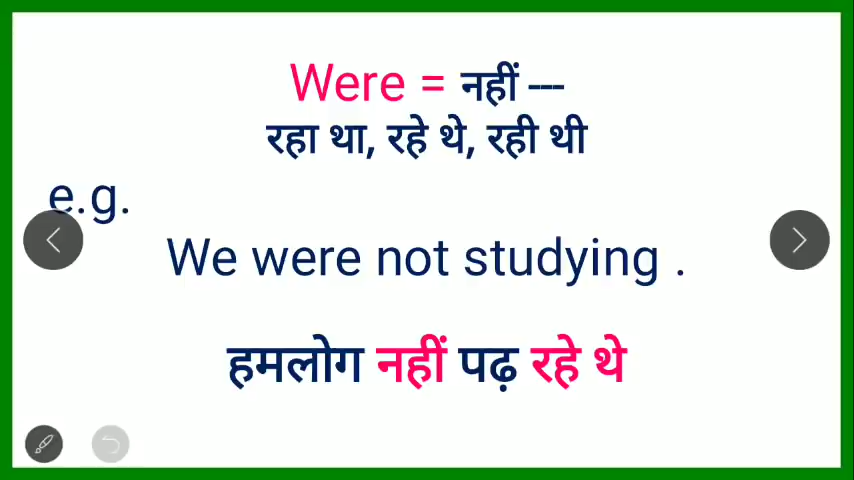 Were = नहीं ---
रहा था, रहे थे, रही थी
e.g.
We were not studying .
हमलोग नहीं पढ़ रहे थे